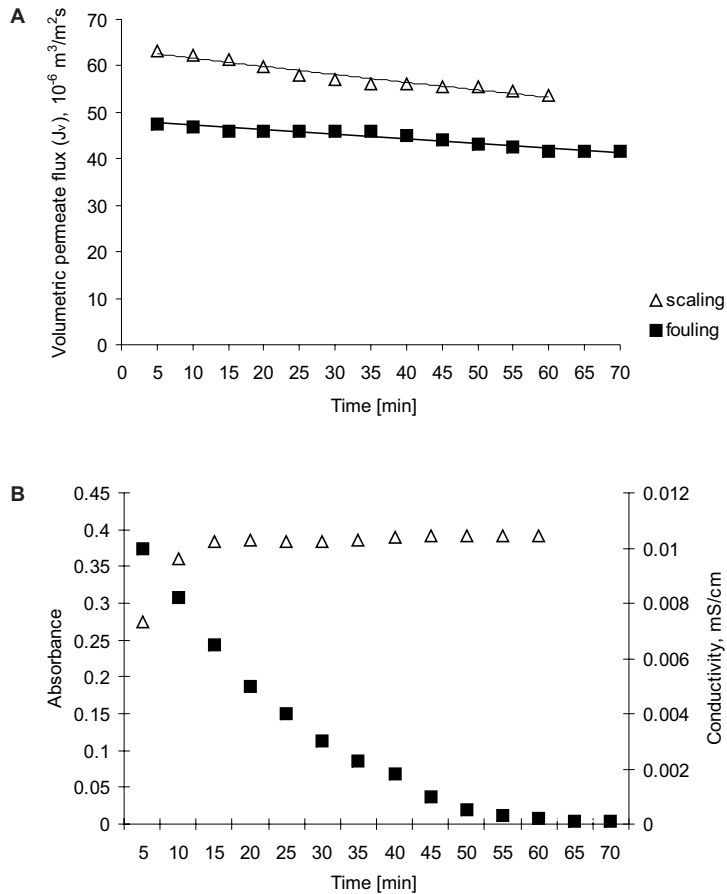 A
Volumetric permeate flux (Jv), 10-6 m3/m2s
70
60
50
40
30
20
10
0
0 5 10 15 20 25 30 35 40 45 50 55 60 65 70
Time [min]
scaling
fouling
B
Absorbance
0.45
0.4
0.35
0.3
0.25
0.2
0.15
0.1
0.05
0
0.012
0.01
0.008
0.006
0.004
0.002
0
Conductivity, mS/cm
5 10 15 20 25 30 35 40 45 50 55 60 65 70
Time [min]